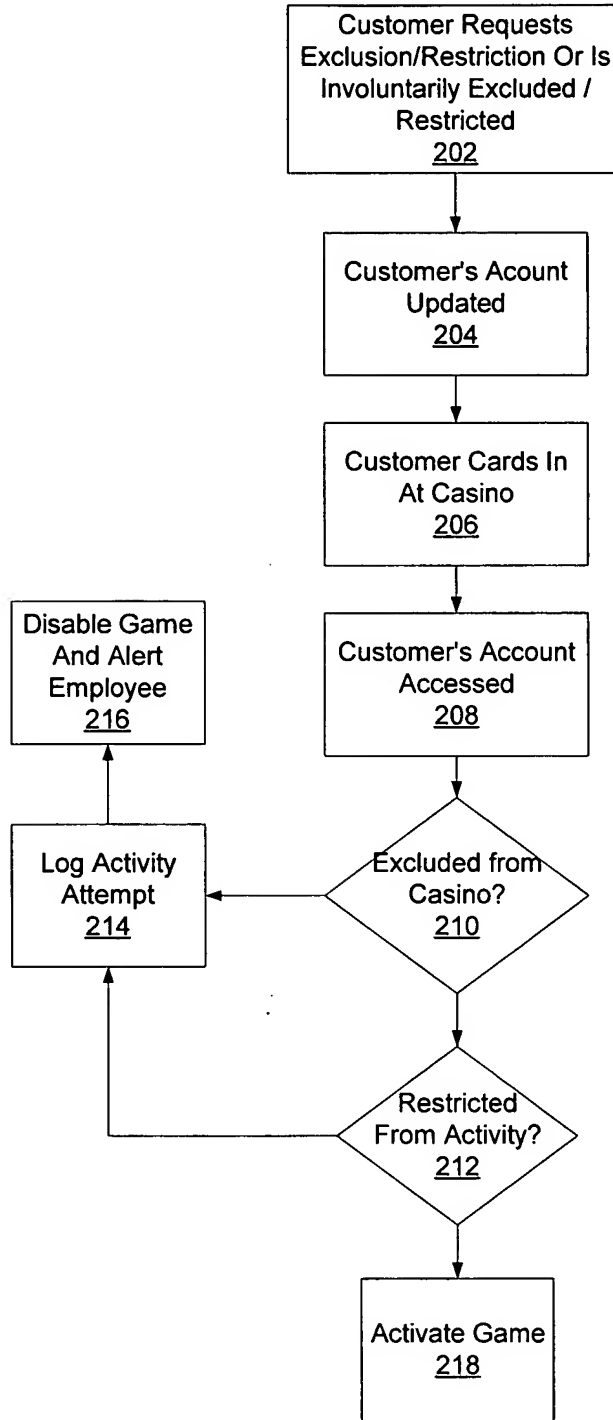 Customer Requests
Exclusion/Restriction Or Is
Involuntarily Excluded /
Restricted
202
Customer's Acount
Updated
204
Customer Cards In
At Casino
206
Customer's Account
Accessed
208
Disable Game
And Alert
Employee
216
Excluded from
Casino?
210
Log Activity
Attempt
214
Restricted
From Activity?
212
Activate Game
218